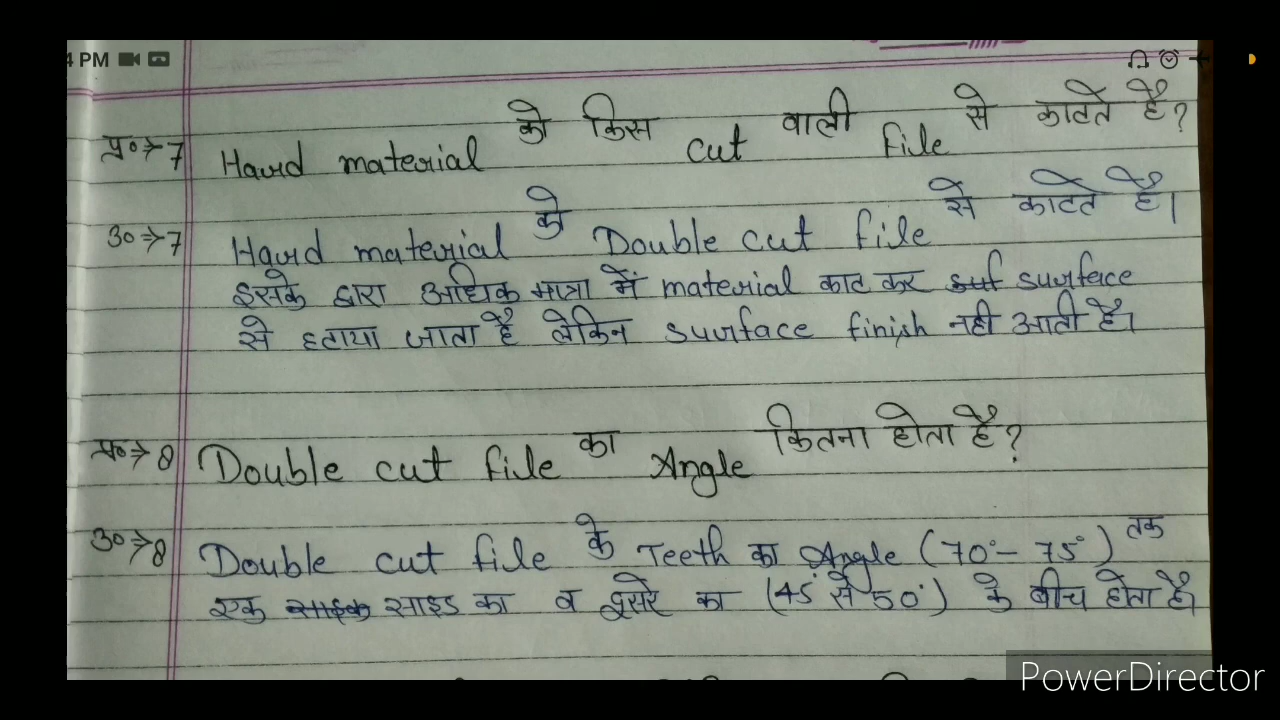 4 PM
प्र०→7 Hard material को किस cut वाली file से काटते है?
उ०→7 Hard material को Double cut file से काटते है।
इसके द्वारा अधिक मात्रा में material काट कर surf surface
से हटाया जाता है लेकिन surface finish नही आती है।
प्र०→8 Double cut file का Angle कितना होता है?
उ०→8 Double cut file के Teeth का Angle (70°- 75°) तक
एक साइड का व दूसरे का (45° से 50°) के बीच होता है।
PowerDirector